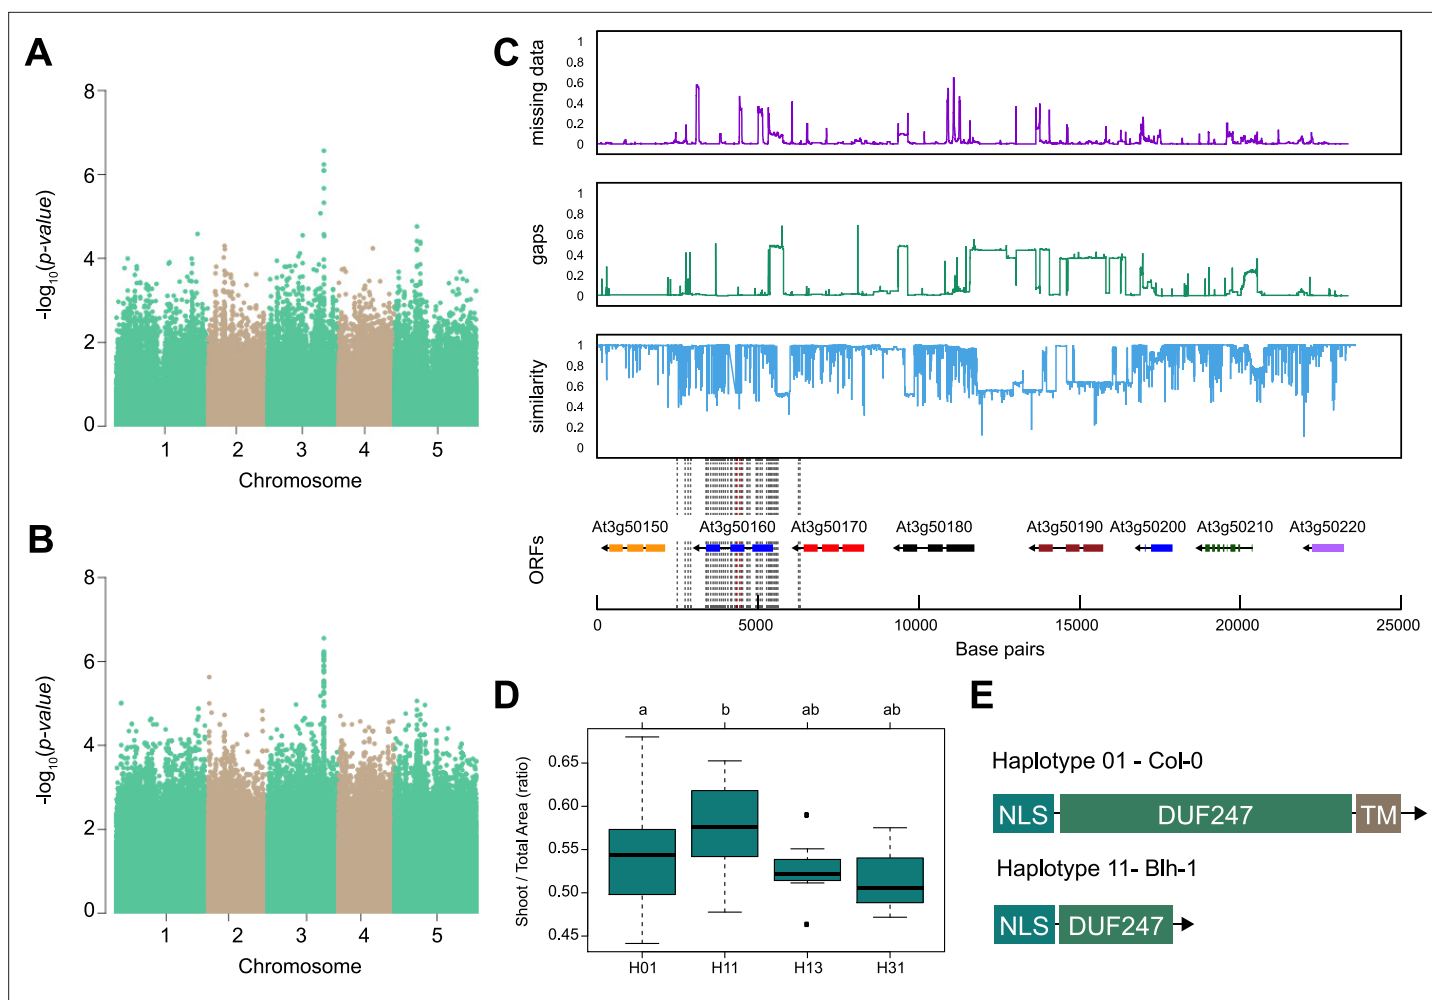 A
8
6
4
2
0
-log10(p-value)
1 2 3 4 5
Chromosome
B
8
6
4
2
0
-log10(p-value)
1 2 3 4 5
Chromosome
C
missing data
1
0.8
0.6
0.4
0.2
0
gaps
1
0.8
0.6
0.4
0.2
0
similarity
1
0.8
0.6
0.4
0.2
0
ORFs
At3g50150 At3g50160 At3g50170 At3g50180 At3g50190 At3g50200 At3g50210 At3g50220
0 5000 10000 15000 20000 25000
Base pairs
D
a b ab ab
Shoot / Total Area (ratio)
0.65
0.60
0.55
0.50
0.45
H01 H11 H13 H31
E
Haplotype 01 - Col-0
NLS DUF247 TM
Haplotype 11- Blh-1
NLS DUF247